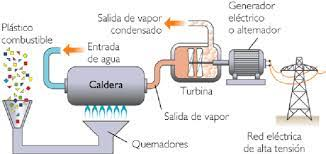 Plástico
combustible
Entrada
de agua
Caldera
Quemadores
Salida de vapor
condensado
Turbina
Salida de vapor
Generador
eléctrico
o alternador
Red eléctrica
de alta tensión